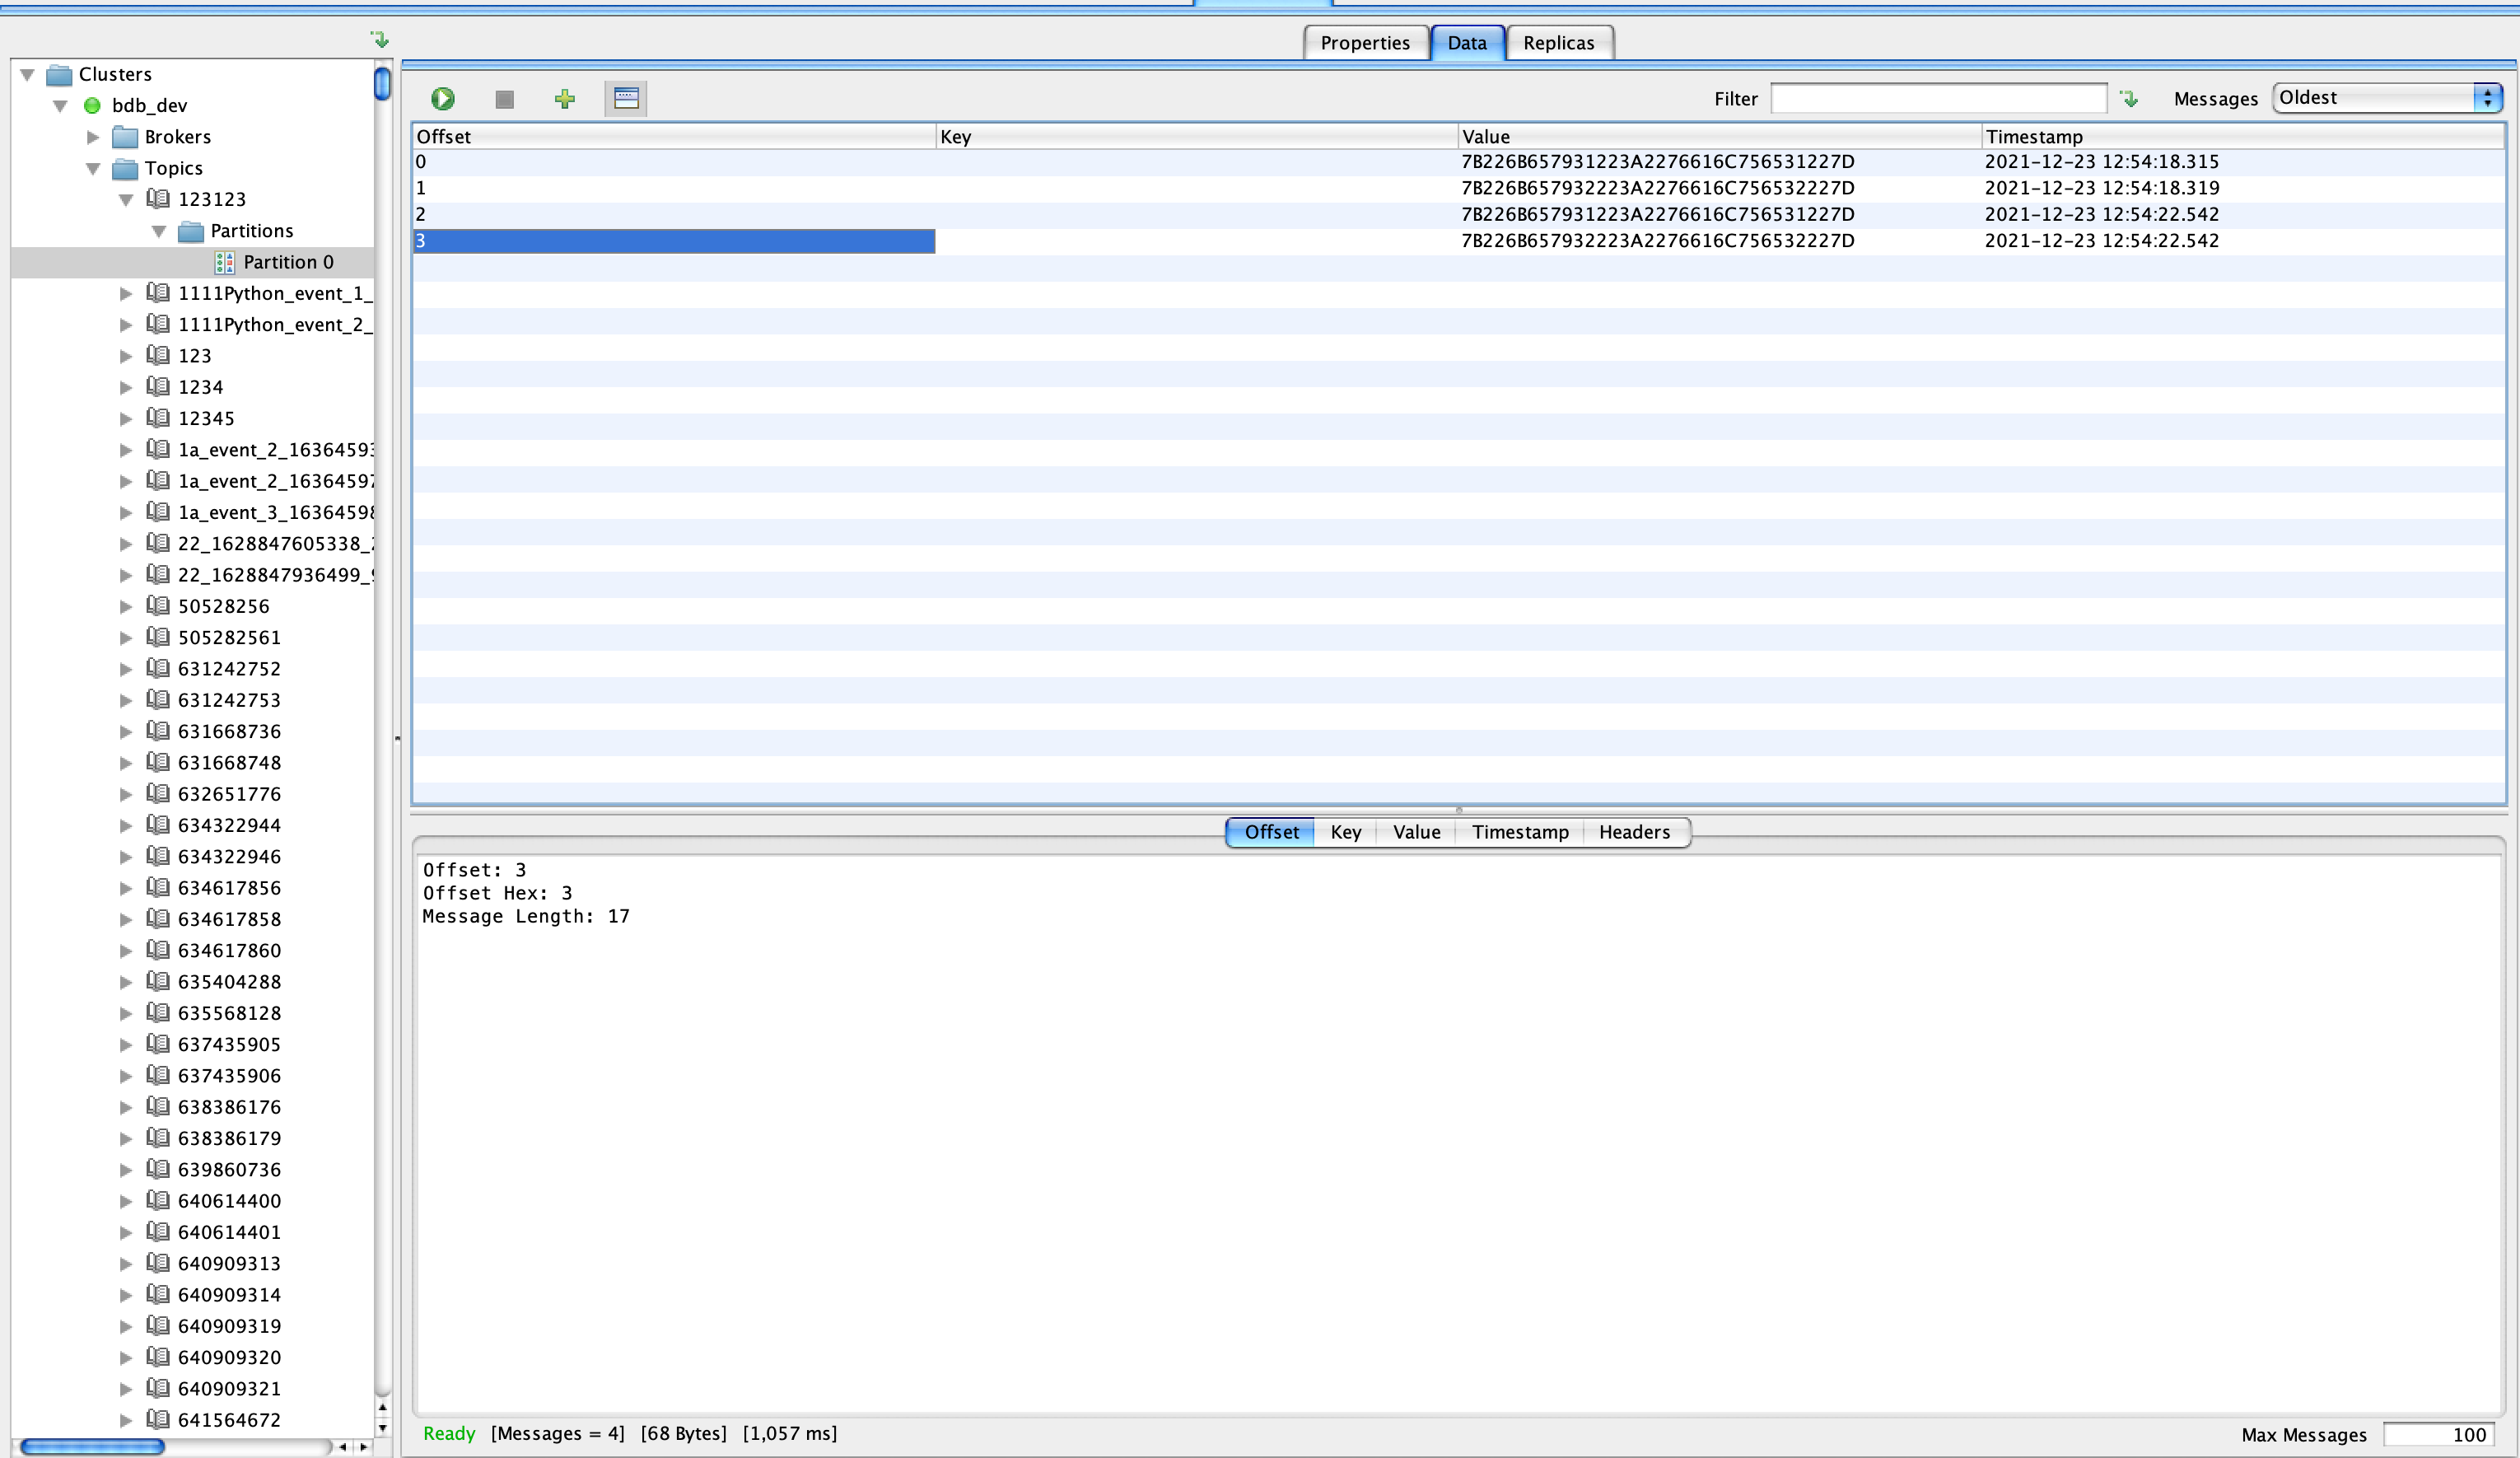 Properties Data Replicas
Clusters
bdb_dev
Brokers
Topics
123123
Partitions
Partition 0
1111Python_event_1_
1111Python_event_2_
123
1234
12345
1a_event_2_16364593
1a_event_2_16364597
1a_event_3_16364598
22_1628847605338_
22_1628847936499_
50528256
505282561
631242752
631242753
631668736
631668748
632651776
634322944
634322946
634617856
634617858
634617860
635404288
635568128
637435905
637435906
638386176
638386179
639860736
640614400
640614401
640909313
640909314
640909319
640909320
640909321
641564672
Filter Messages Oldest
Offset Key Value Timestamp
0 7B226B657931223A2276616C756531227D 2021-12-23 12:54:18.315
1 7B226B657932223A2276616C756532227D 2021-12-23 12:54:18.319
2 7B226B657931223A2276616C756531227D 2021-12-23 12:54:22.542
3 7B226B657932223A2276616C756532227D 2021-12-23 12:54:22.542
Offset Key Value Timestamp Headers
Offset: 3
Offset Hex: 3
Message Length: 17
Ready [Messages = 4] [68 Bytes] [1,057 ms]
Max Messages 100